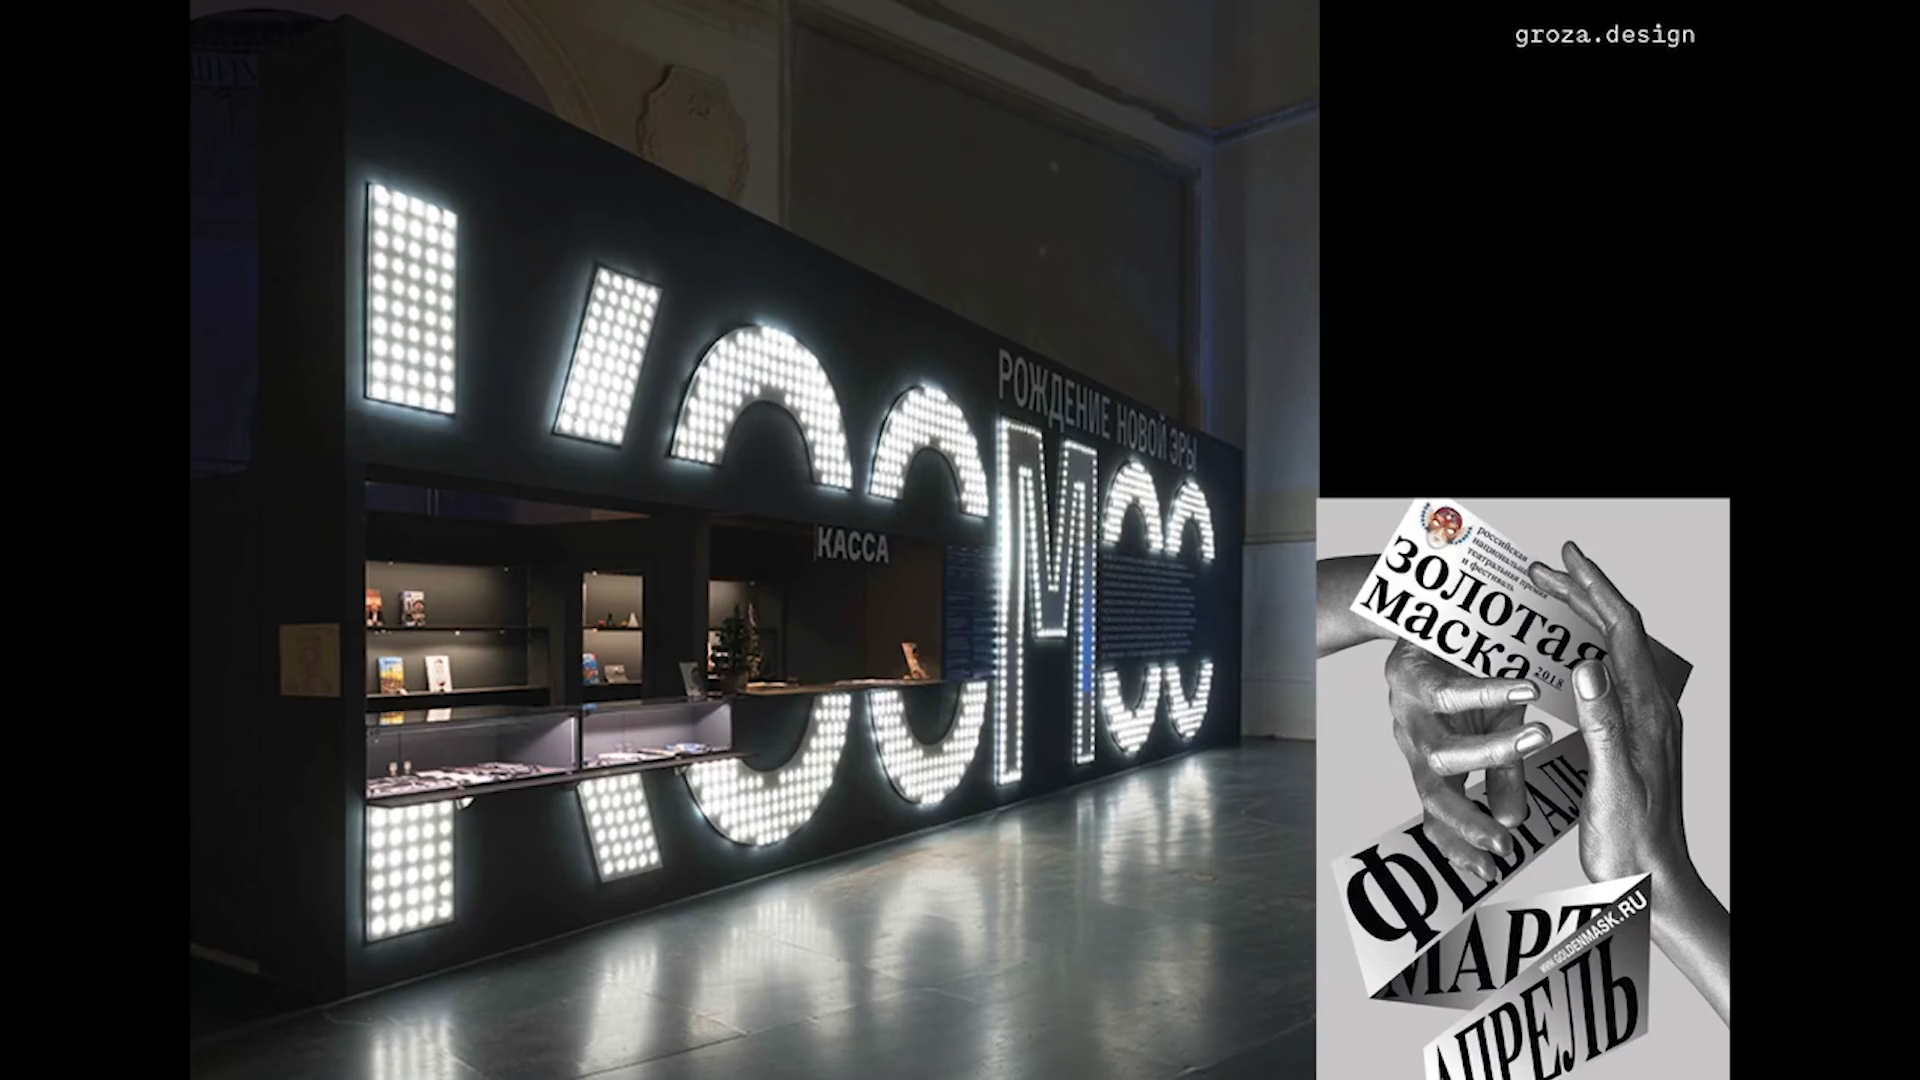 groza.design
РОЖДЕНИЕ НОВОЙ ЭРЫ
КОСМОС
КАССА
российская
национальная
театральная премия
и фестиваль
золотая
маска
2018
ФЕВРАЛЬ
МАРТ
WWW.GOLDENMASK.RU
АПРЕЛЬ